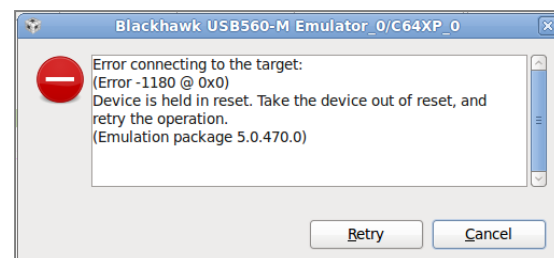 Blackhawk USB560-M Emulator_0/C64XP_0
Error connecting to the target:
(Error -1180 @ 0x0)
Device is held in reset. Take the device out of reset, and
retry the operation.
(Emulation package 5.0.470.0)
Retry
Cancel